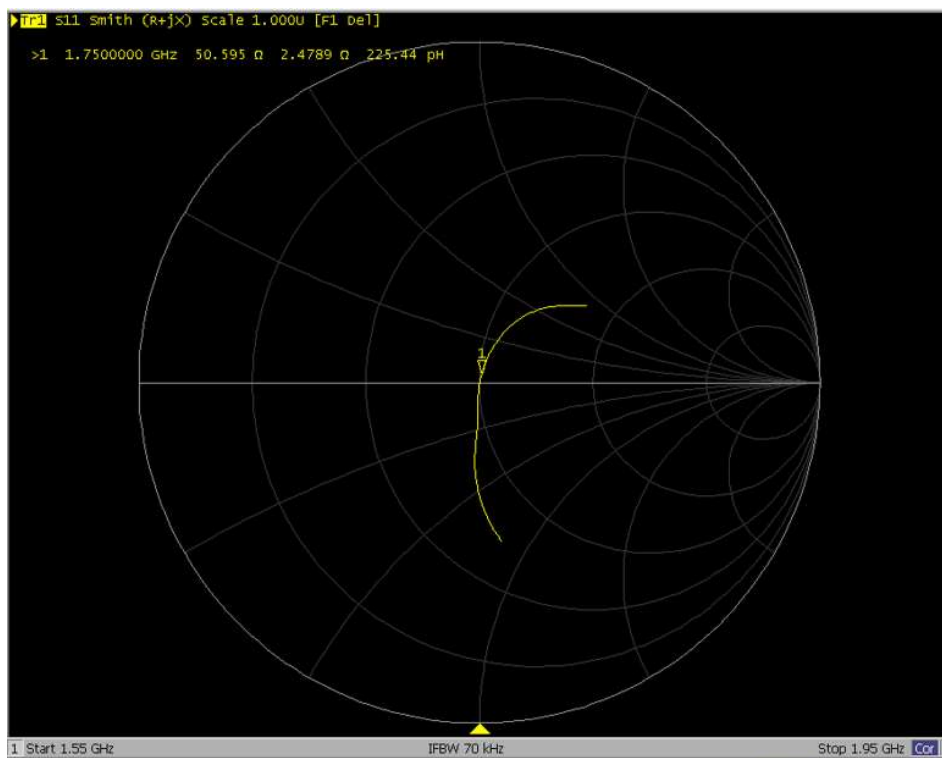 Tr1 S11 Smith (R+jX) Scale 1.000U [F1 Del]
>1 1.7500000 GHz 50.595 Ω 2.4789 Ω 225.44 pH
1
1 Start 1.55 GHz IFBW 70 kHz Stop 1.95 GHz Cor